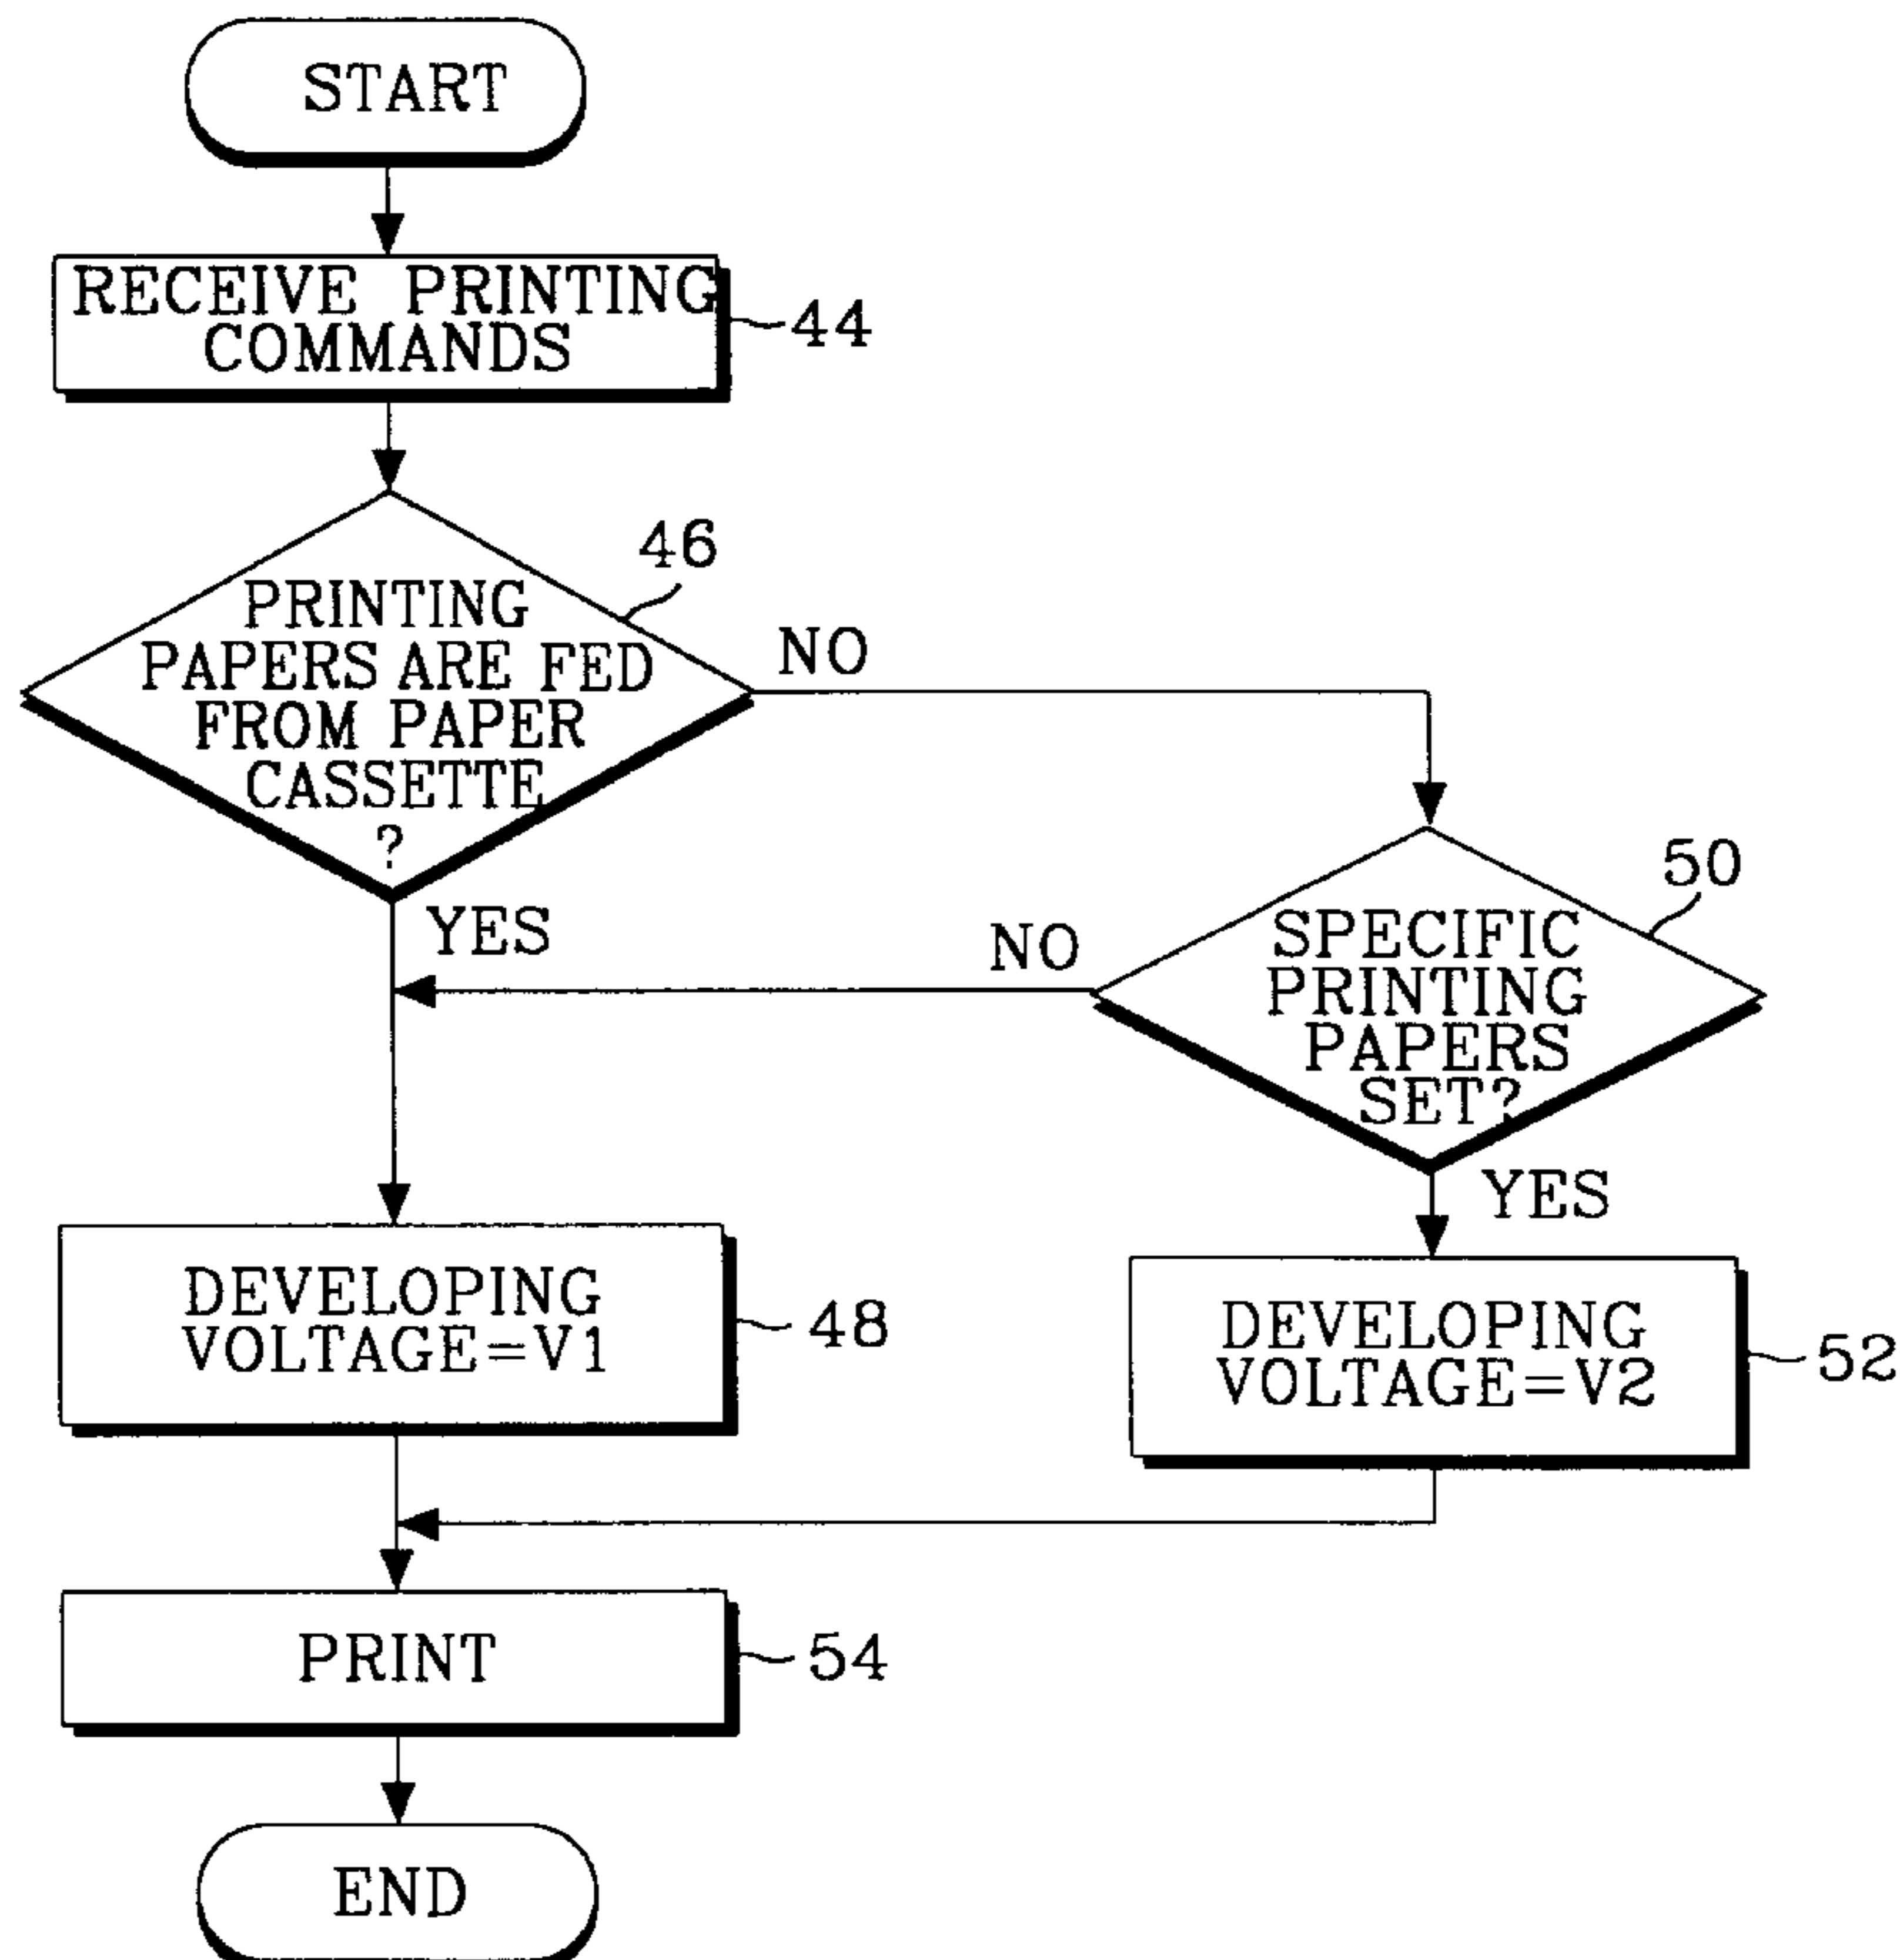 START
RECEIVE PRINTING
COMMANDS
44
46
PRINTING
PAPERS ARE FED
FROM PAPER
CASSETTE
?
NO
YES
50
SPECIFIC
PRINTING
PAPERS
SET?
NO
YES
DEVELOPING
VOLTAGE=V1
48
DEVELOPING
VOLTAGE=V2
52
PRINT
54
END